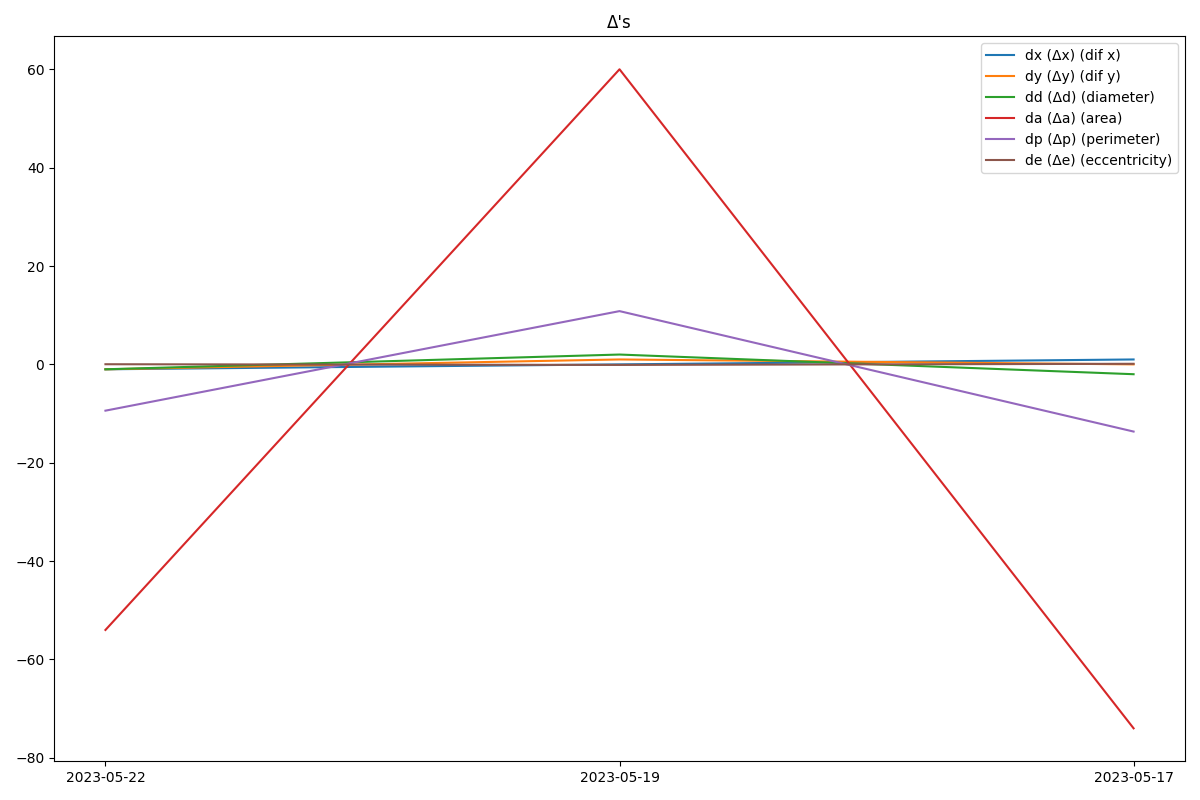 Δ's
dx (Δx) (dif x)
dy (Δy) (dif y)
dd (Δd) (diameter)
da (Δa) (area)
dp (Δp) (perimeter)
de (Δe) (eccentricity)
60
40
20
0
−20
−40
−60
−80
2023-05-22
2023-05-19
2023-05-17